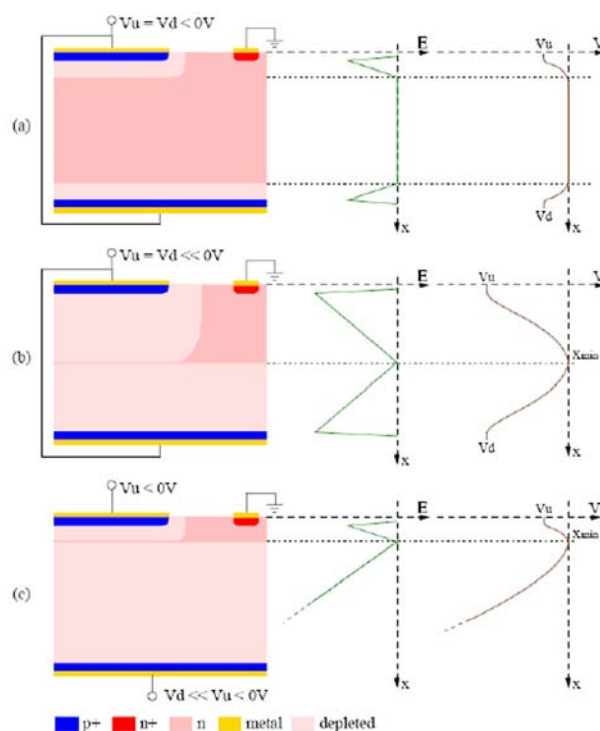 Vu = Vd < 0V
E
Vu
V
(a)
Vd
x
x
Vu = Vd << 0V
E
Vu
V
(b)
Xmin
Vd
x
x
Vu < 0V
E
Vu
V
Xmin
(c)
x
x
Vd << Vu < 0V
p+ n+ n metal depleted